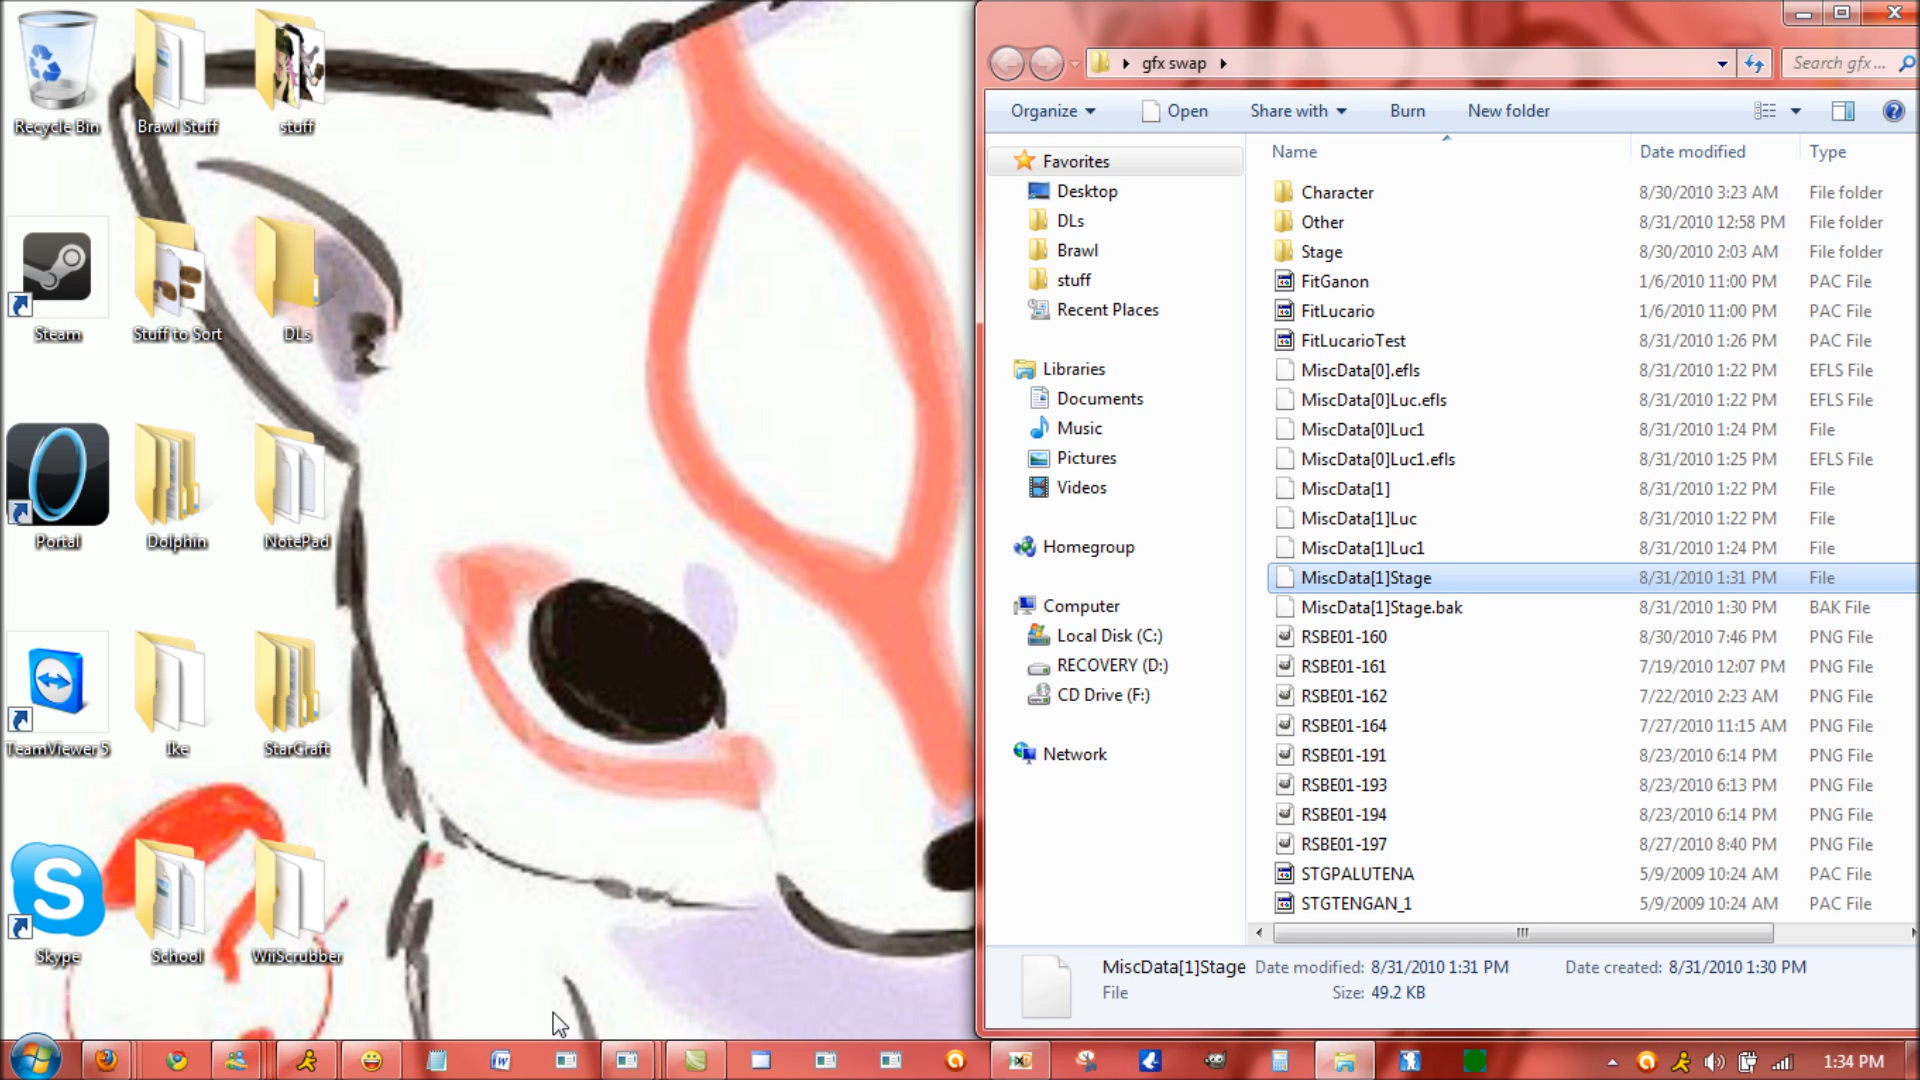 Recycle Bin
Brawl Stuff
stuff
Steam
Stuff to Sort
DLs
Portal
Dolphin
NotePad
TeamViewer 5
Ike
StarCraft
Skype
School
WiiScrubber
gfx swap
Search gfx ...
Organize
Open
Share with
Burn
New folder
Favorites
Desktop
DLs
Brawl
stuff
Recent Places
Libraries
Documents
Music
Pictures
Videos
Homegroup
Computer
Local Disk (C:)
RECOVERY (D:)
CD Drive (F:)
Network
Name Date modified Type
Character 8/30/2010 3:23 AM File folder
Other 8/31/2010 12:58 PM File folder
Stage 8/30/2010 2:03 AM File folder
FitGanon 1/6/2010 11:00 PM PAC File
FitLucario 1/6/2010 11:00 PM PAC File
FitLucarioTest 8/31/2010 1:26 PM PAC File
MiscData[0].efls 8/31/2010 1:22 PM EFLS File
MiscData[0]Luc.efls 8/31/2010 1:22 PM EFLS File
MiscData[0]Luc1 8/31/2010 1:24 PM File
MiscData[0]Luc1.efls 8/31/2010 1:25 PM EFLS File
MiscData[1] 8/31/2010 1:22 PM File
MiscData[1]Luc 8/31/2010 1:22 PM File
MiscData[1]Luc1 8/31/2010 1:24 PM File
MiscData[1]Stage 8/31/2010 1:31 PM File
MiscData[1]Stage.bak 8/31/2010 1:30 PM BAK File
RSBE01-160 8/30/2010 7:46 PM PNG File
RSBE01-161 7/19/2010 12:07 PM PNG File
RSBE01-162 7/22/2010 2:23 AM PNG File
RSBE01-164 7/27/2010 11:15 AM PNG File
RSBE01-191 8/23/2010 6:14 PM PNG File
RSBE01-193 8/23/2010 6:13 PM PNG File
RSBE01-194 8/23/2010 6:14 PM PNG File
RSBE01-197 8/27/2010 8:40 PM PNG File
STGPALUTENA 5/9/2009 10:24 AM PAC File
STGTENGAN_1 5/9/2009 10:24 AM PAC File
MiscData[1]Stage Date modified: 8/31/2010 1:31 PM Date created: 8/31/2010 1:30 PM
File Size: 49.2 KB
1:34 PM